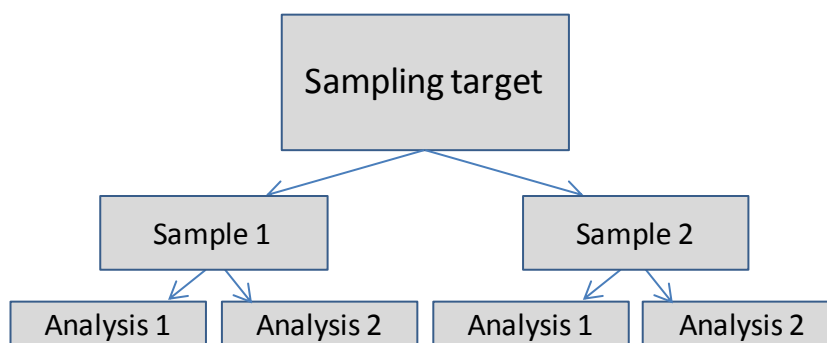 Sampling target
Sample 1
Sample 2
Analysis 1
Analysis 2
Analysis 1
Analysis 2